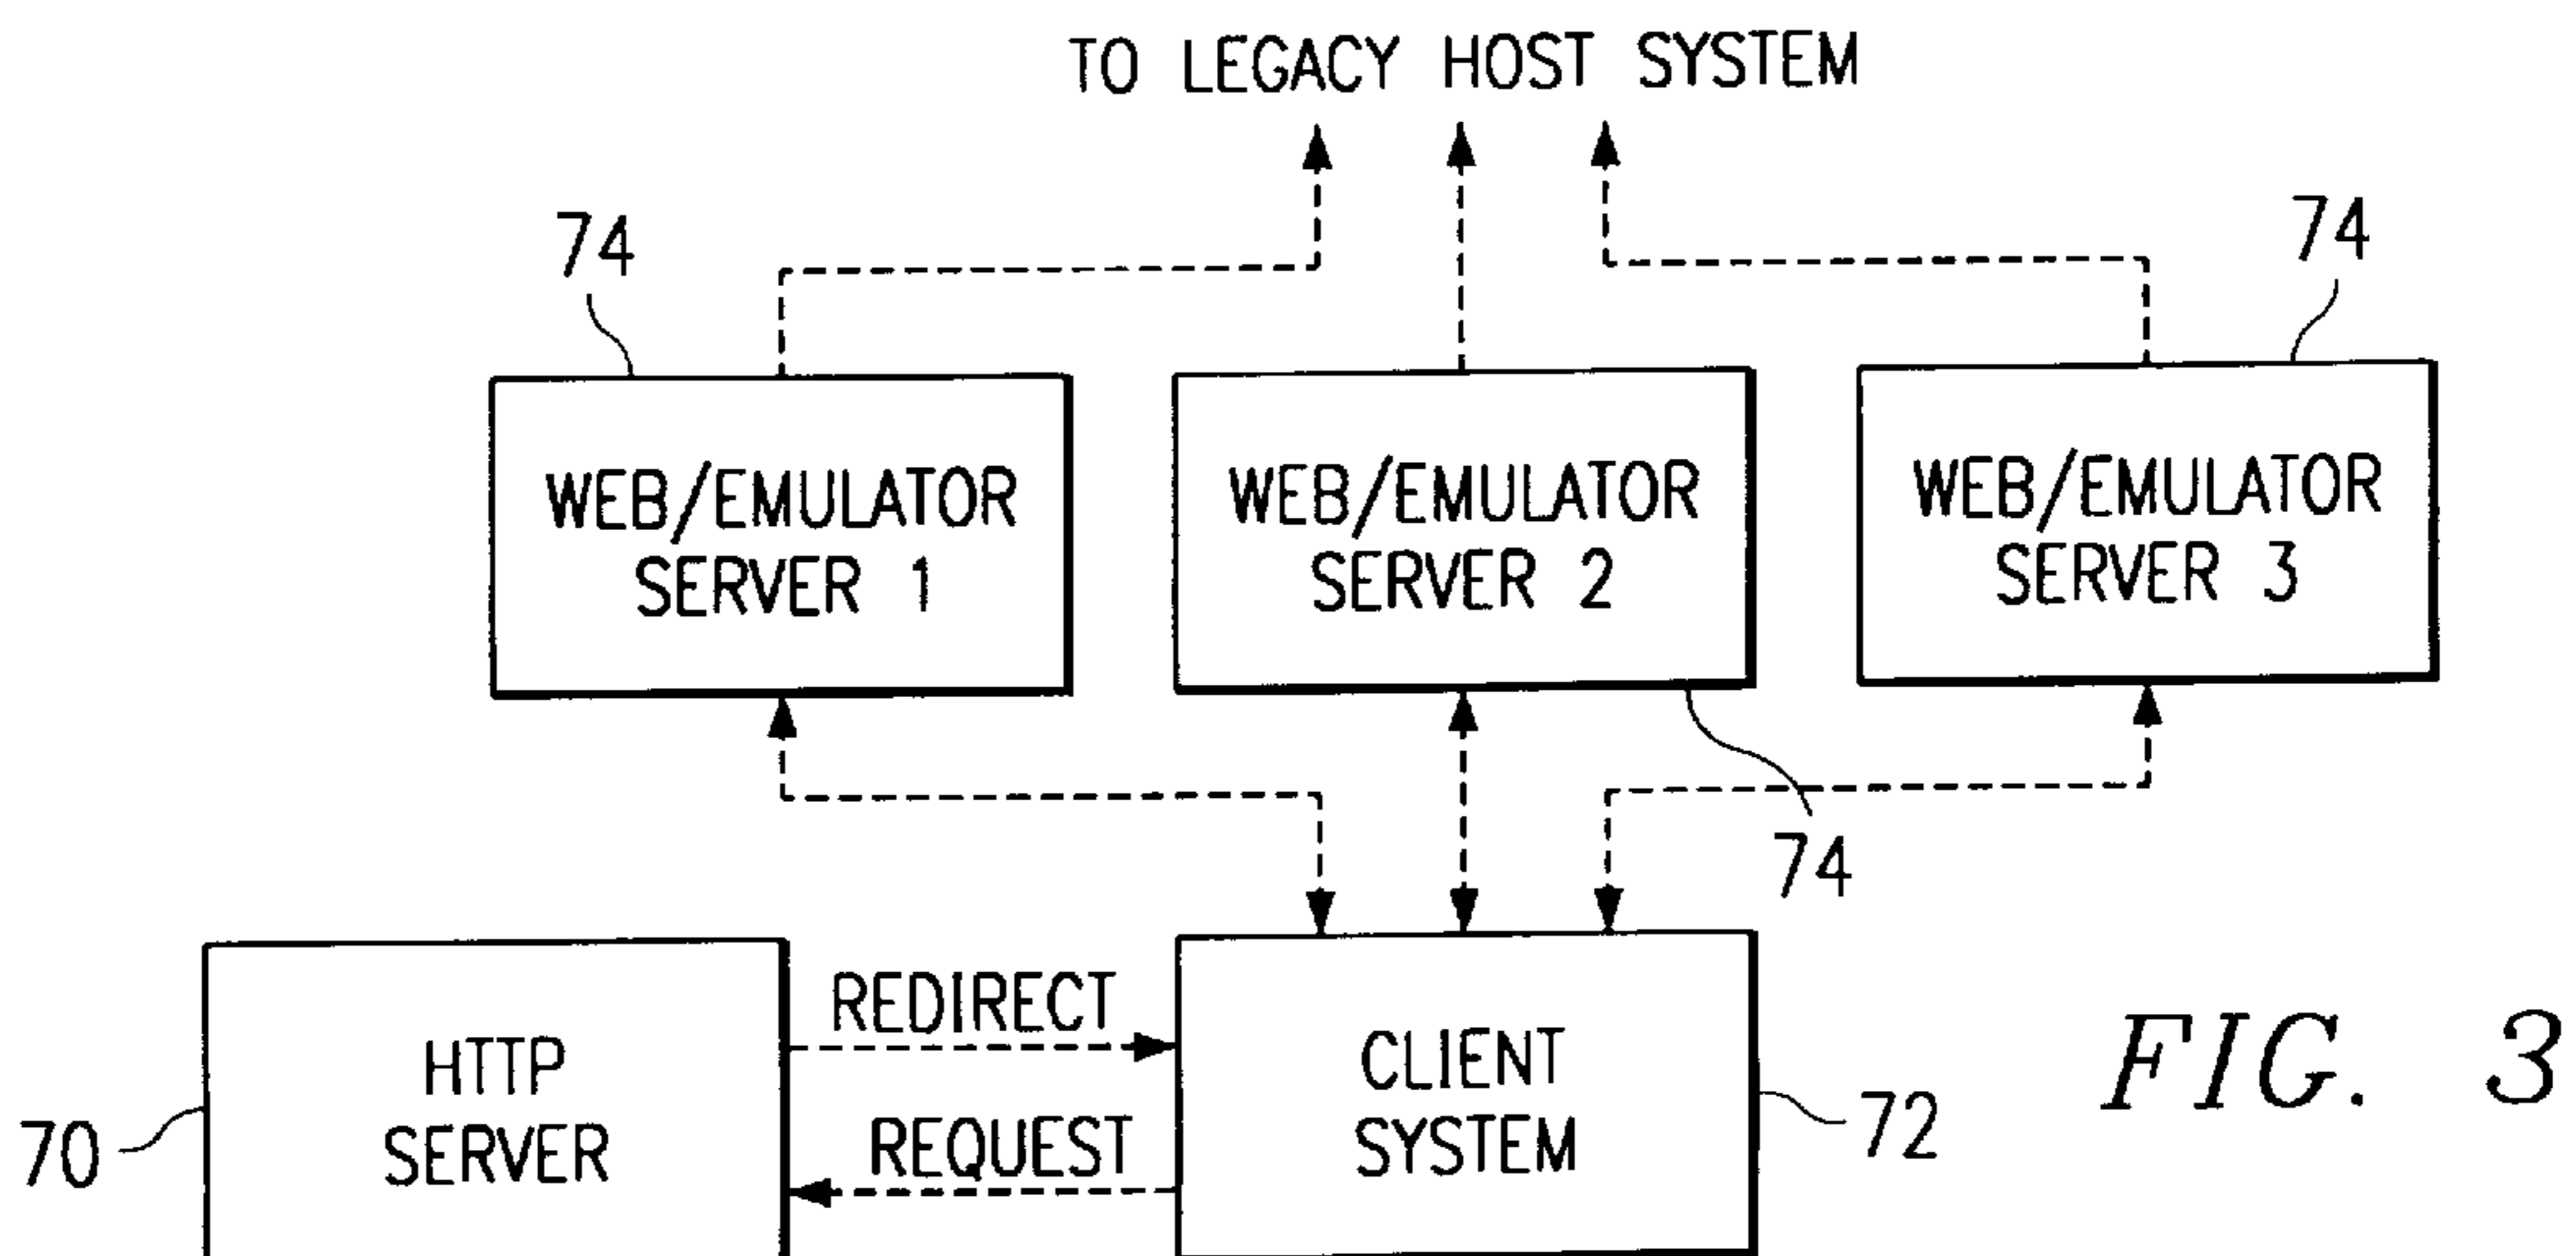 TO LEGACY HOST SYSTEM
74
74
WEB/EMULATOR
SERVER 1
WEB/EMULATOR
SERVER 2
WEB/EMULATOR
SERVER 3
74
HTTP
SERVER
REDIRECT
REQUEST
CLIENT
SYSTEM
70
72
FIG. 3